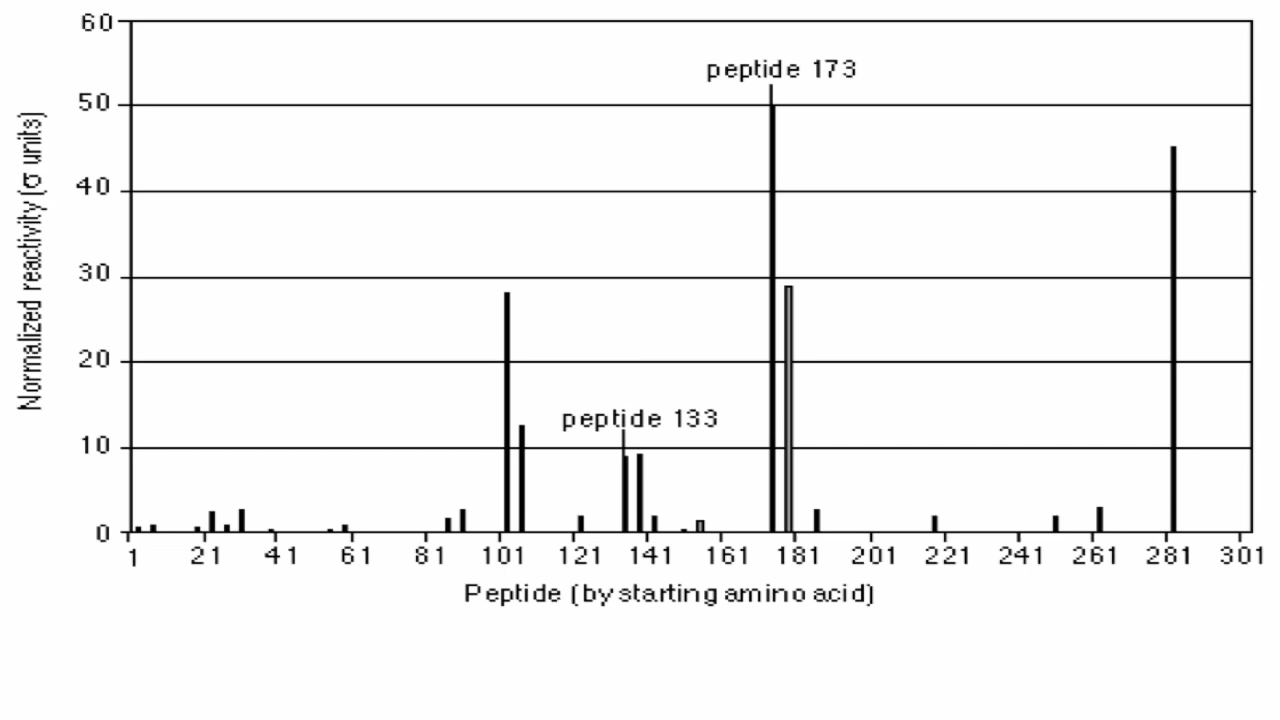 60
peptide 173
50
40
30
20
peptide 133
10
0
1 21 41 61 81 101 121 141 161 181 201 221 241 261 281 301
Peptide (by starting amino acid)
Normalized reactivity (σ units)